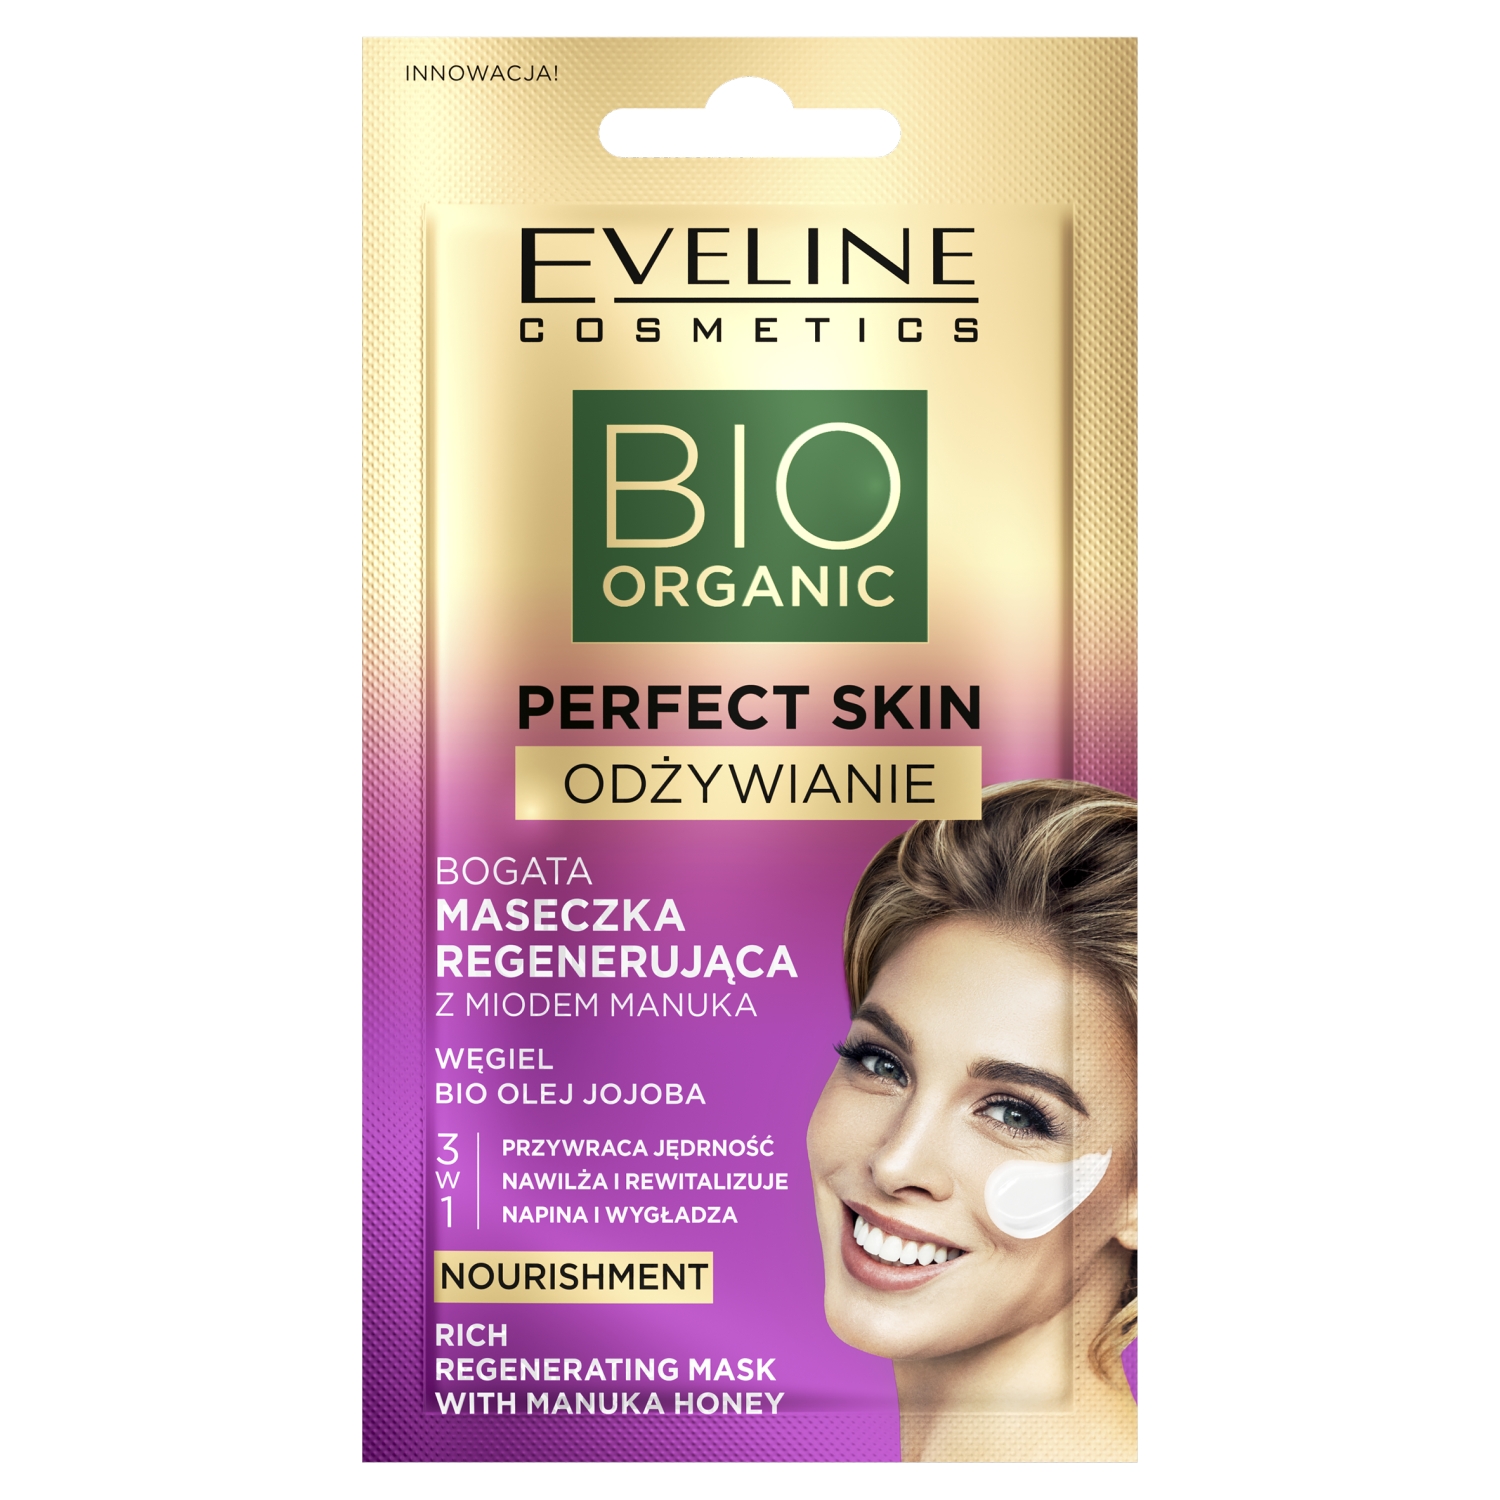 INNOWACJA!
EVELINE
COSMETICS
BIO
ORGANIC
PERFECT SKIN
ODŻYWIANIE
BOGATA
MASECZKA
REGENERUJĄCA
Z MIODEM MANUKA
WĘGIEL
BIO OLEJ JOJOBA
3
W
1
PRZYWRACA JĘDRNOŚĆ
NAWILŻA I REWITALIZUJE
NAPINA I WYGŁADZA
NOURISHMENT
RICH
REGENERATING MASK
WITH MANUKA HONEY